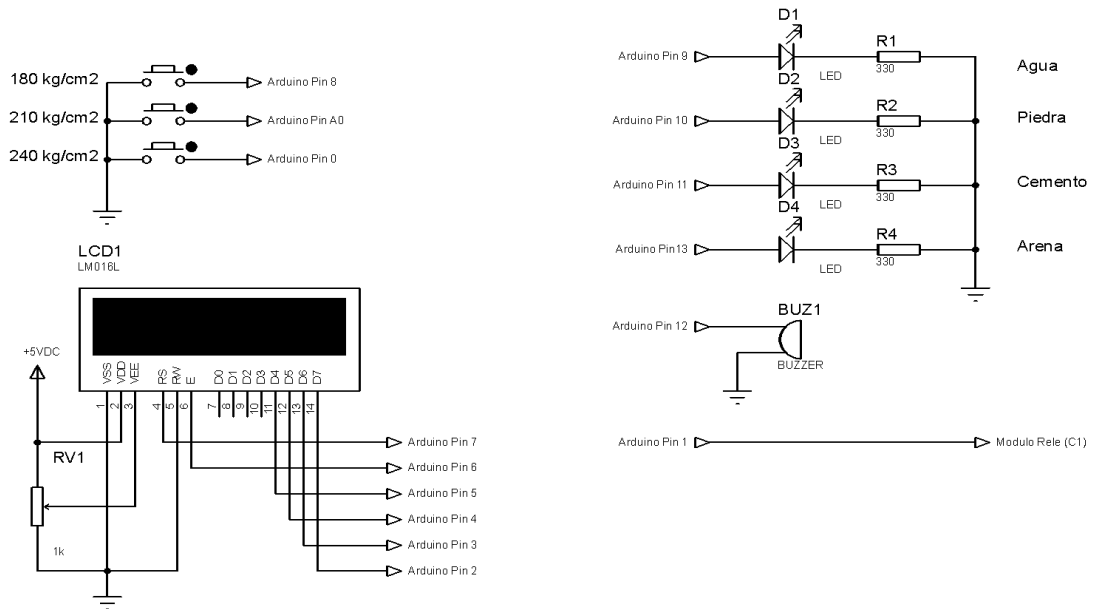 180 kg/cm2
Arduino Pin 8
210 kg/cm2
Arduino Pin A0
240 kg/cm2
Arduino Pin 0
LCD1
LM016L
+5VDC
VSS
VDD
VEE
RS
RW
E
D0
D1
D2
D3
D4
D5
D6
D7
1
2
3
4
5
6
7
8
9
10
11
12
13
14
RV1
1k
Arduino Pin 7
Arduino Pin 6
Arduino Pin 5
Arduino Pin 4
Arduino Pin 3
Arduino Pin 2
D1
Arduino Pin 9
LED
R1
330
Agua
D2
Arduino Pin 10
LED
R2
330
Piedra
D3
Arduino Pin 11
LED
R3
330
Cemento
D4
Arduino Pin13
LED
R4
330
Arena
BUZ1
Arduino Pin 12
BUZZER
Arduino Pin 1
Modulo Rele (C1)